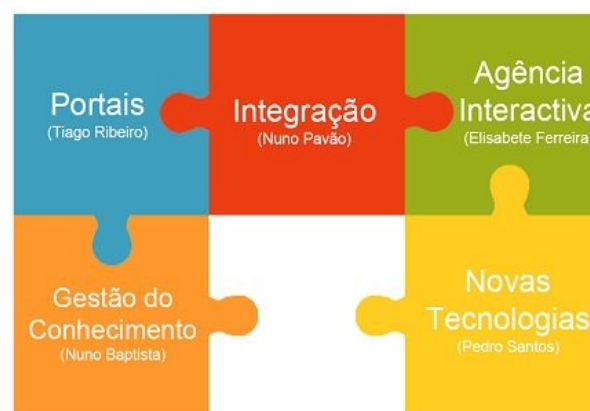 Portais
(Tiago Ribeiro)
Integração
(Nuno Pavão)
Agência
Interactiva
(Elisabete Ferreira)
Gestão do
Conhecimento
(Nuno Baptista)
Novas
Tecnologias
(Pedro Santos)